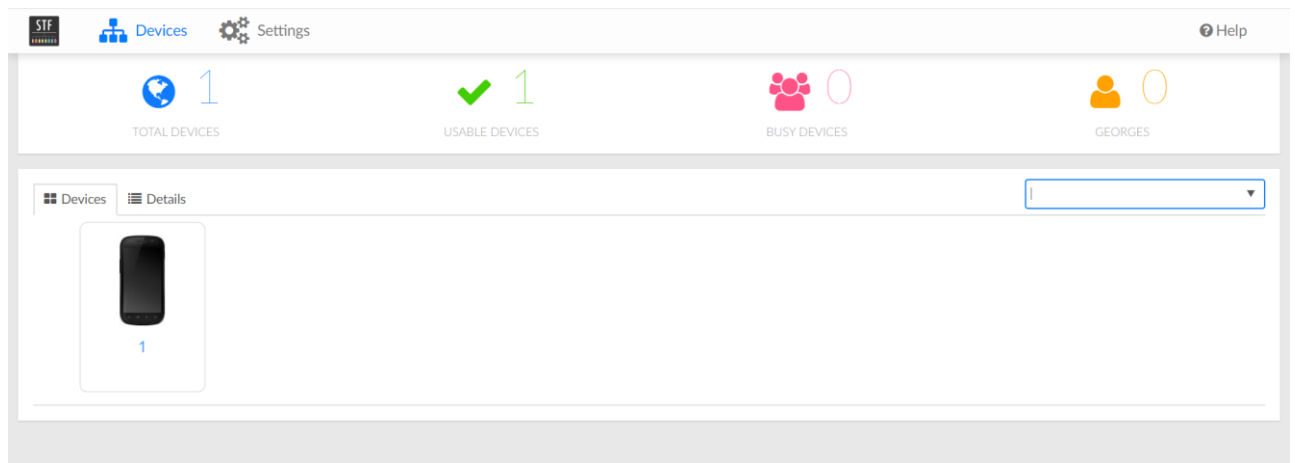 STF
Devices
Settings
Help
1
TOTAL DEVICES
1
USABLE DEVICES
0
BUSY DEVICES
0
GEORGES
Devices
Details
1